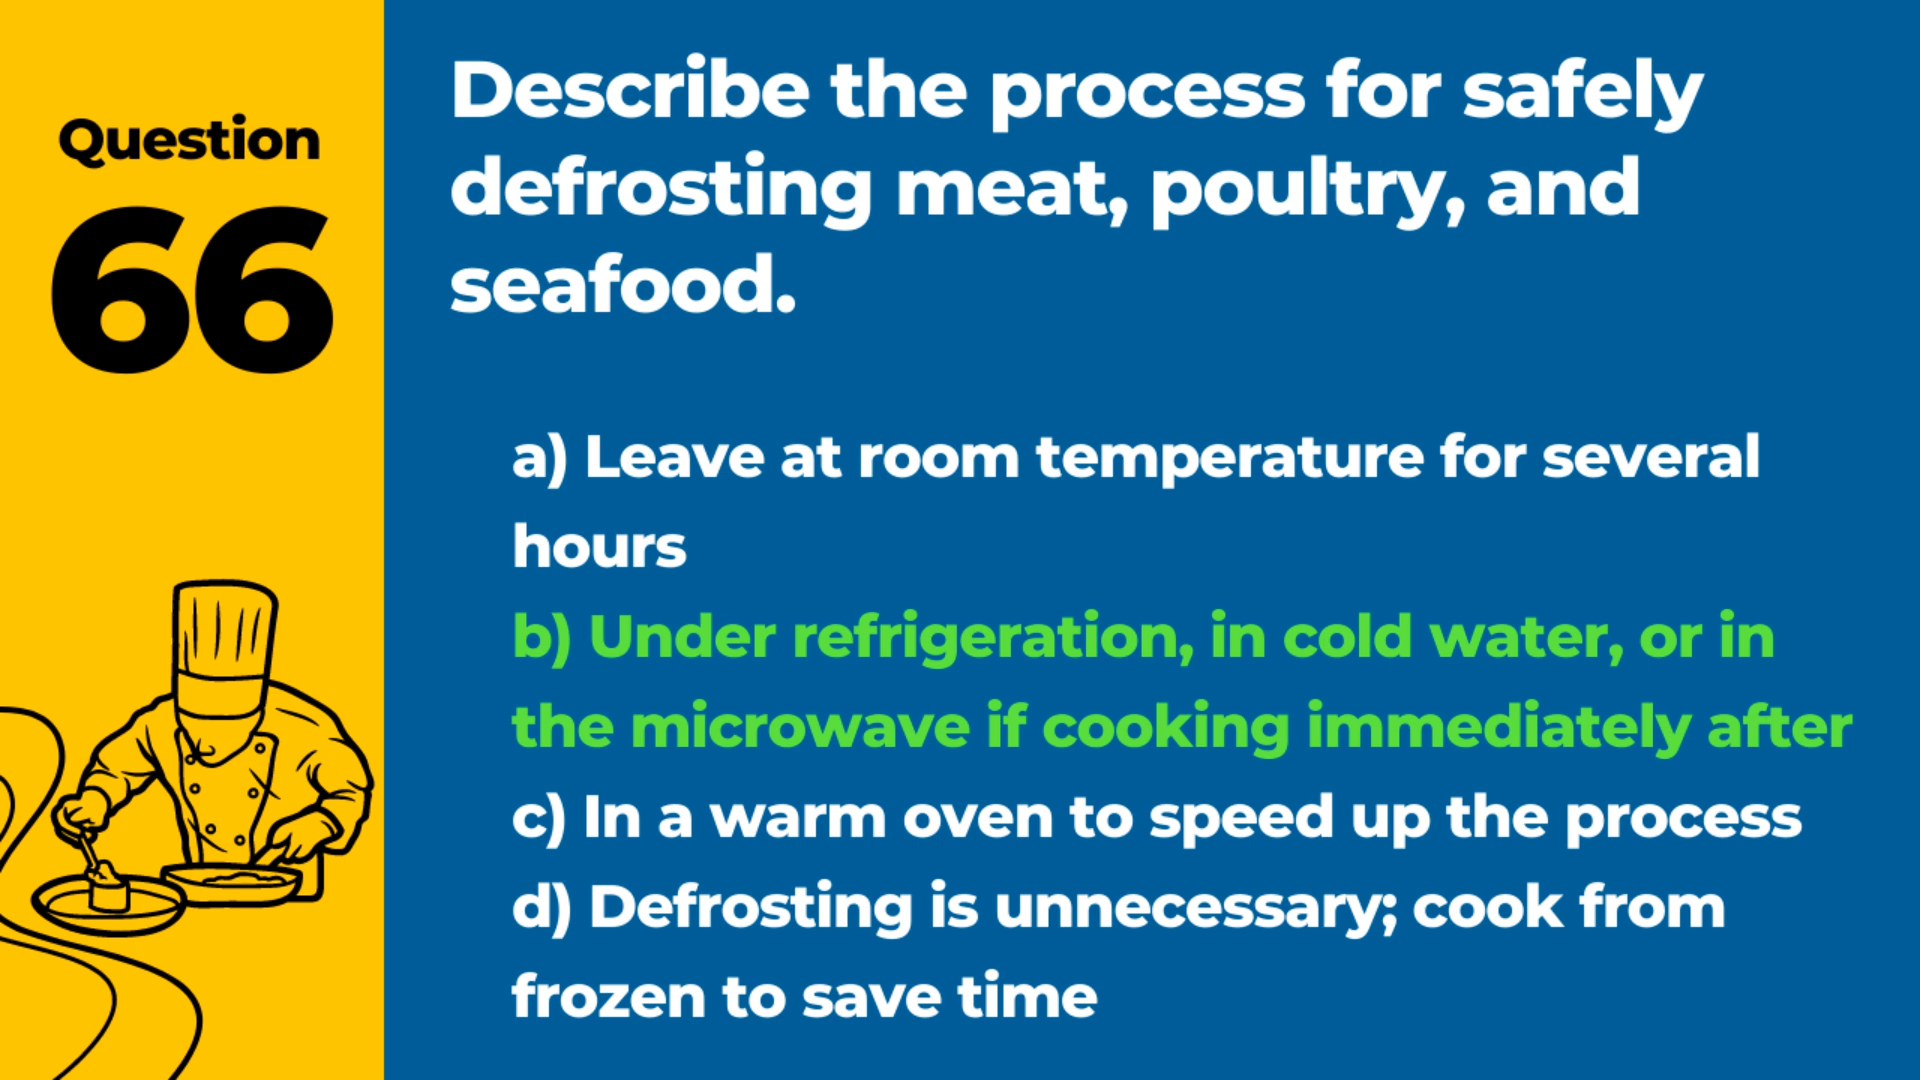 Question
66
Describe the process for safely
defrosting meat, poultry, and
seafood.
a) Leave at room temperature for several
hours
b) Under refrigeration, in cold water, or in
the microwave if cooking immediately after
c) In a warm oven to speed up the process
d) Defrosting is unnecessary; cook from
frozen to save time